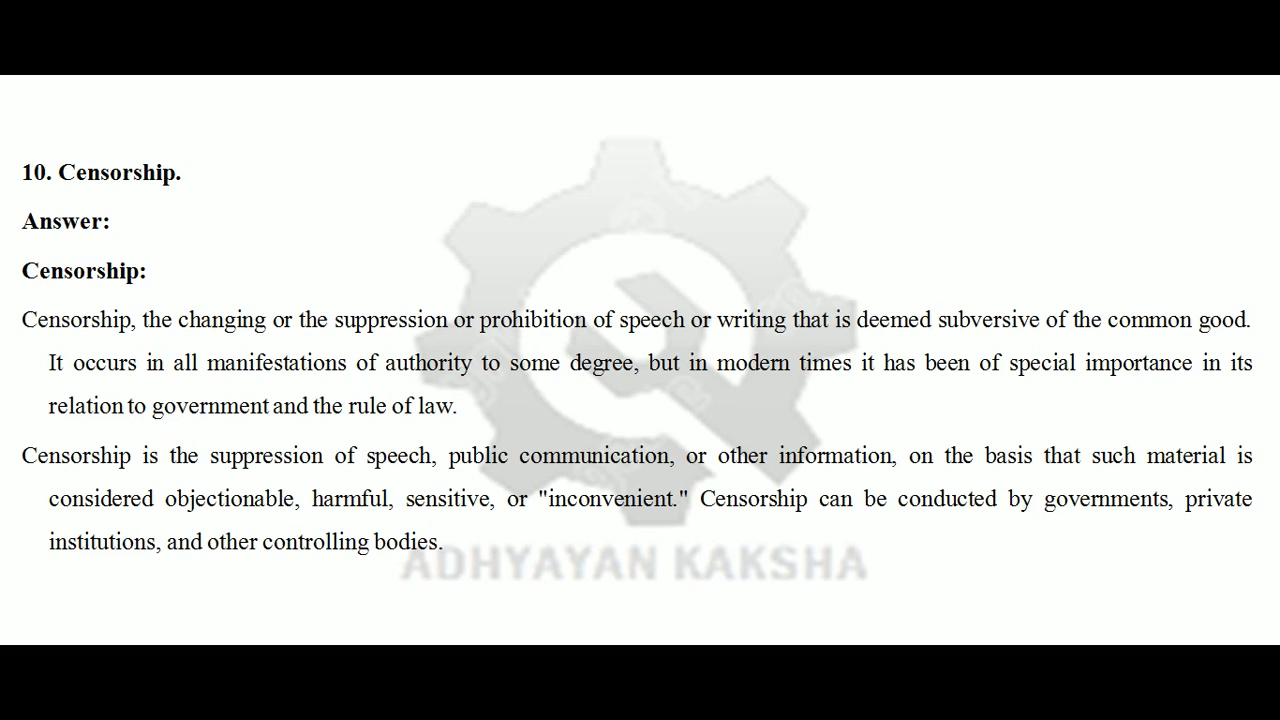 10. Censorship.
Answer:
Censorship:
Censorship, the changing or the suppression or prohibition of speech or writing that is deemed subversive of the common good.
It occurs in all manifestations of authority to some degree, but in modern times it has been of special importance in its
relation to government and the rule of law.
Censorship is the suppression of speech, public communication, or other information, on the basis that such material is
considered objectionable, harmful, sensitive, or "inconvenient." Censorship can be conducted by governments, private
institutions, and other controlling bodies.
ADHYAYAN KAKSHA